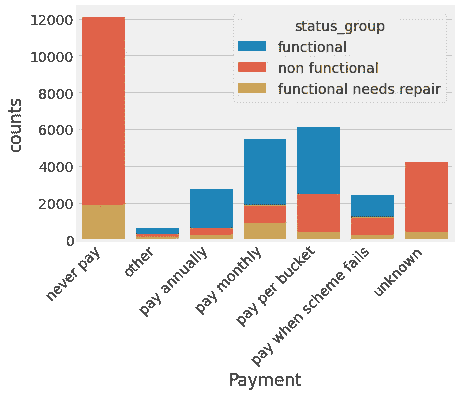 12000
10000
8000
6000
4000
2000
0
counts
status_group
functional
non functional
functional needs repair
never pay
other
pay annually
pay monthly
pay per bucket
pay when scheme fails
unknown
Payment